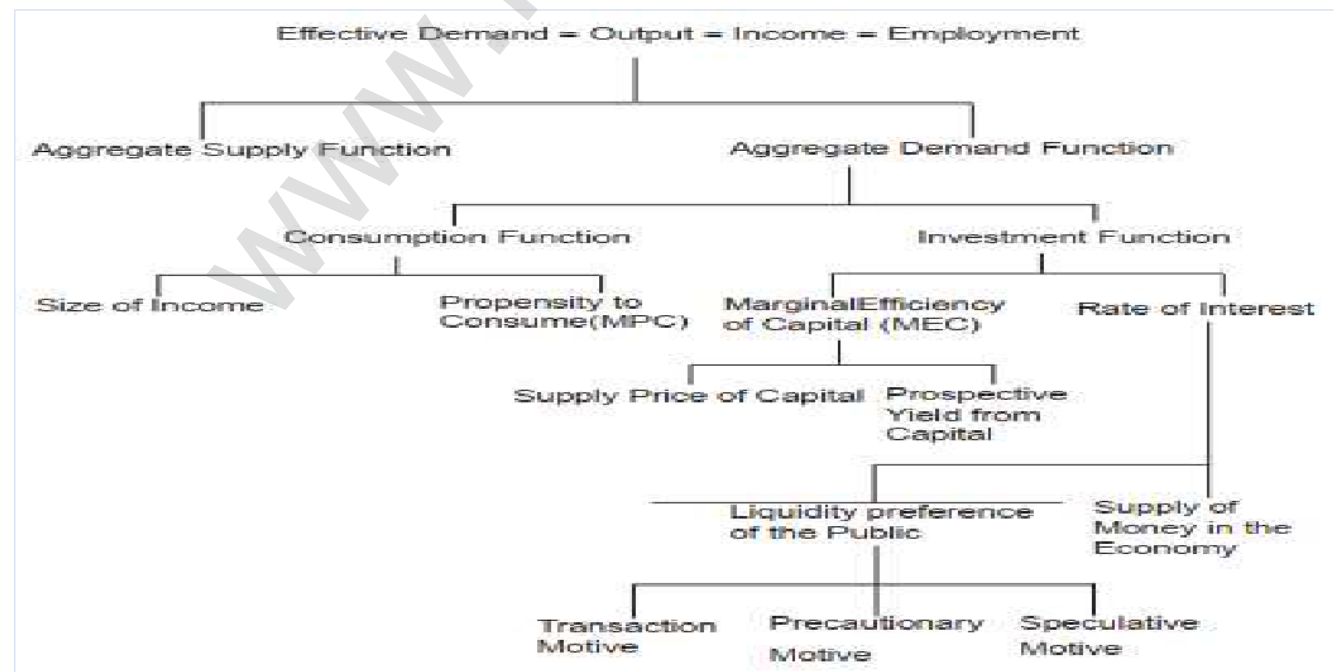 Effective Demand = Output = Income = Employment
Aggregate Supply Function
Aggregate Demand Function
Consumption Function
Investment Function
Size of Income
Propensity to
Consume(MPC)
MarginalEfficiency
of Capital (MEC)
Rate of Interest
Supply Price of Capital
Prospective
Yield from
Capital
Liquidity preference
of the Public
Supply of
Money in the
Economy
Transaction
Motive
Precautionary
Motive
Speculative
Motive
www.